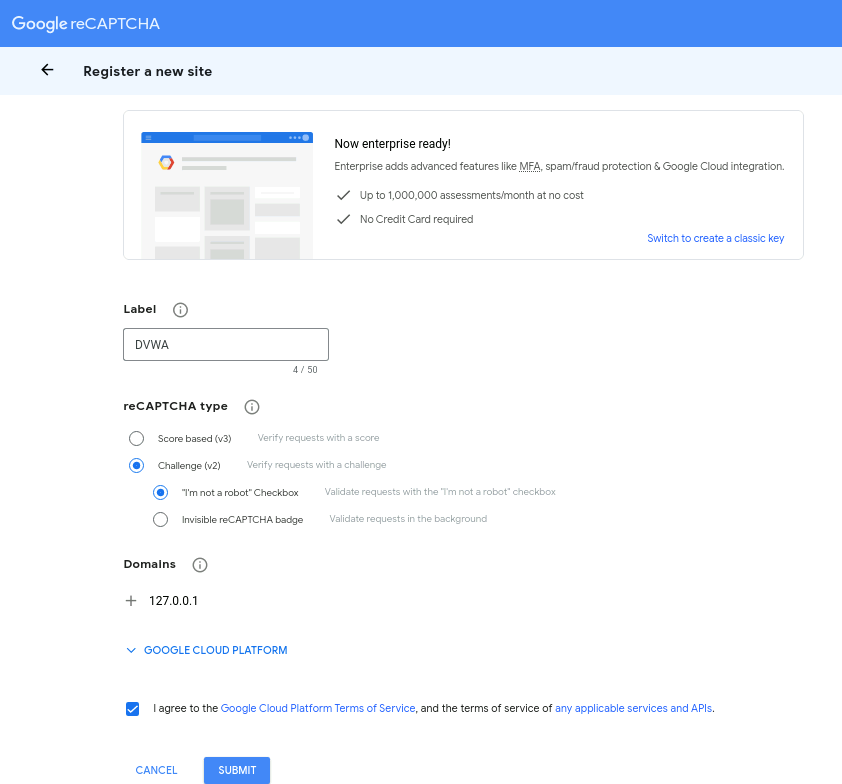 Google reCAPTCHA
Register a new site
Now enterprise ready!
Enterprise adds advanced features like MFA, spam/fraud protection & Google Cloud integration.
Up to 1,000,000 assessments/month at no cost
No Credit Card required
Switch to create a classic key
Label
DVWA
4 / 50
reCAPTCHA type
Score based (v3) Verify requests with a score
Challenge (v2) Verify requests with a challenge
"I'm not a robot" Checkbox Validate requests with the "I'm not a robot" checkbox
Invisible reCAPTCHA badge Validate requests in the background
Domains
127.0.0.1
GOOGLE CLOUD PLATFORM
I agree to the Google Cloud Platform Terms of Service, and the terms of service of any applicable services and APIs.
CANCEL SUBMIT